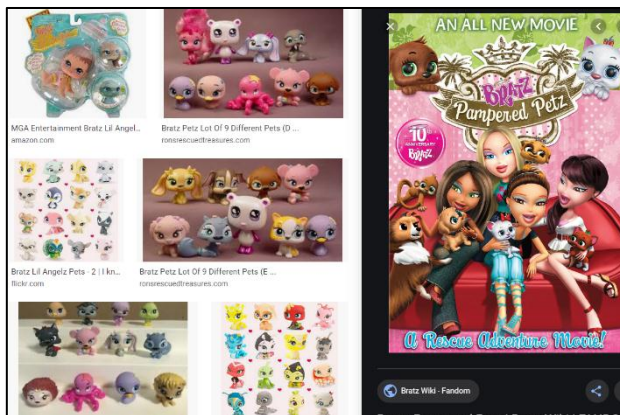 MGA Entertainment Bratz Lil Angel...
amazon.com
Bratz Petz Lot Of 9 Different Pets (D ...
ronsrescuedtreasures.com
Bratz Lil Angelz Pets - 2 | I kn...
flickr.com
Bratz Petz Lot Of 9 Different Pets (E ...
ronsrescuedtreasures.com
AN ALL NEW MOVIE
BRATZ
Pampered Petz
10
BRATZ
A Rescue Adventure Movie!
Bratz Wiki - Fandom